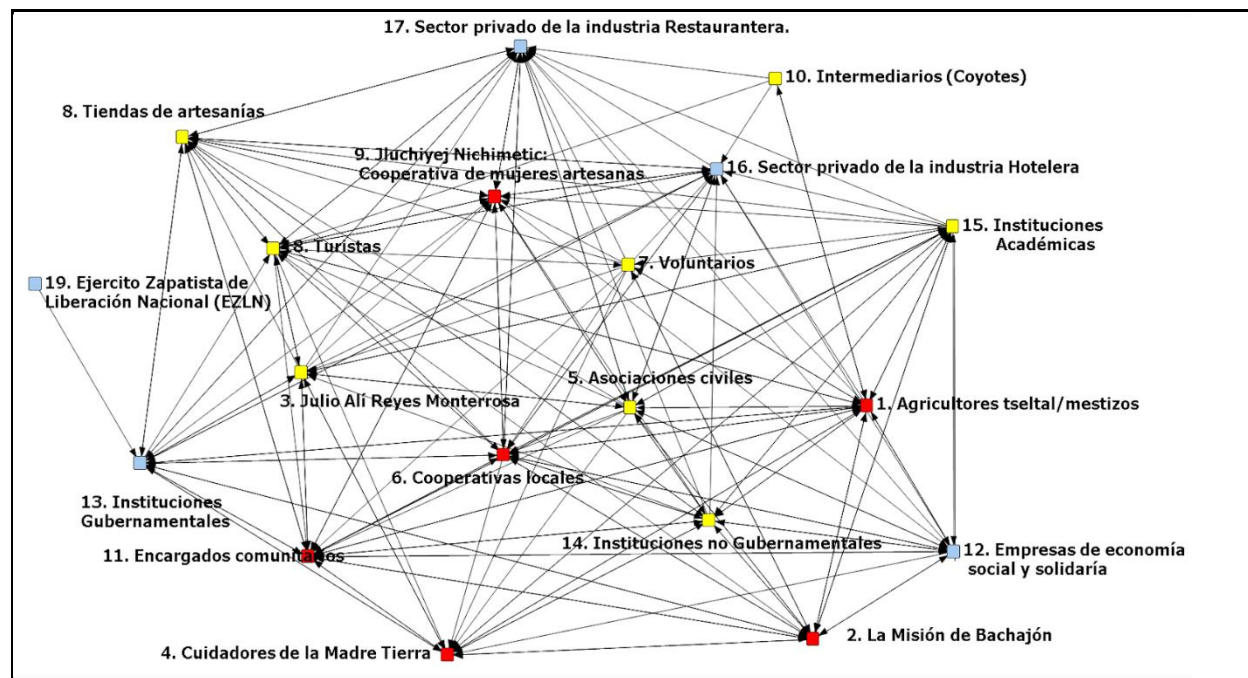 17. Sector privado de la industria Restaurantera.
10. Intermediarios (Coyotes)
8. Tiendas de artesanías
9. Jluchiyej Nichimetic:
Cooperativa de mujeres artesanas
16. Sector privado de la industria Hotelera
15. Instituciones
Académicas
18. Turistas
7. Voluntarios
19. Ejercito Zapatista de
Liberación Nacional (EZLN)
5. Asociaciones civiles
3. Julio Alí Reyes Monterrosa
1. Agricultores tseltal/mestizos
6. Cooperativas locales
13. Instituciones
Gubernamentales
14. Instituciones no Gubernamentales
11. Encargados comunitarios
12. Empresas de economía
social y solidaría
2. La Misión de Bachajón
4. Cuidadores de la Madre Tierra